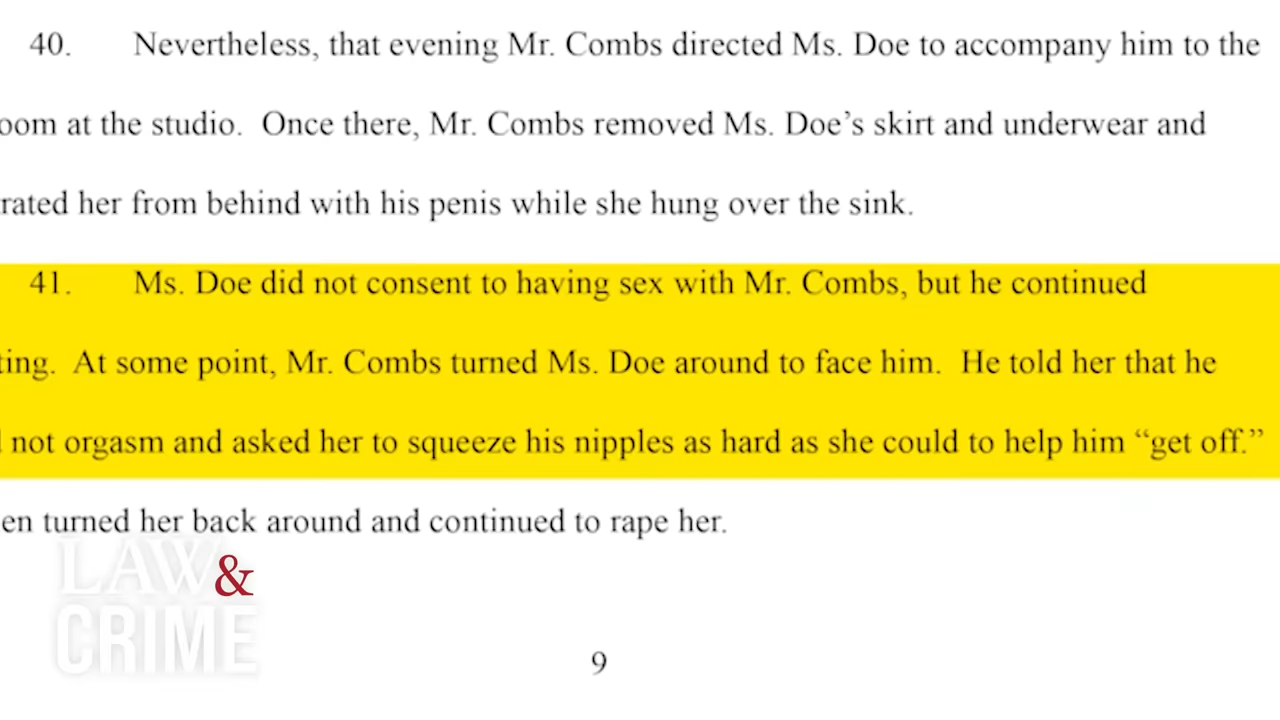 40. Nevertheless, that evening Mr. Combs directed Ms. Doe to accompany him to the
oom at the studio. Once there, Mr. Combs removed Ms. Doe’s skirt and underwear and
rated her from behind with his penis while she hung over the sink.
41. Ms. Doe did not consent to having sex with Mr. Combs, but he continued
ting. At some point, Mr. Combs turned Ms. Doe around to face him. He told her that he
not orgasm and asked her to squeeze his nipples as hard as she could to help him “get off.”
en turned her back around and continued to rape her.
LAW&
CRIME
9